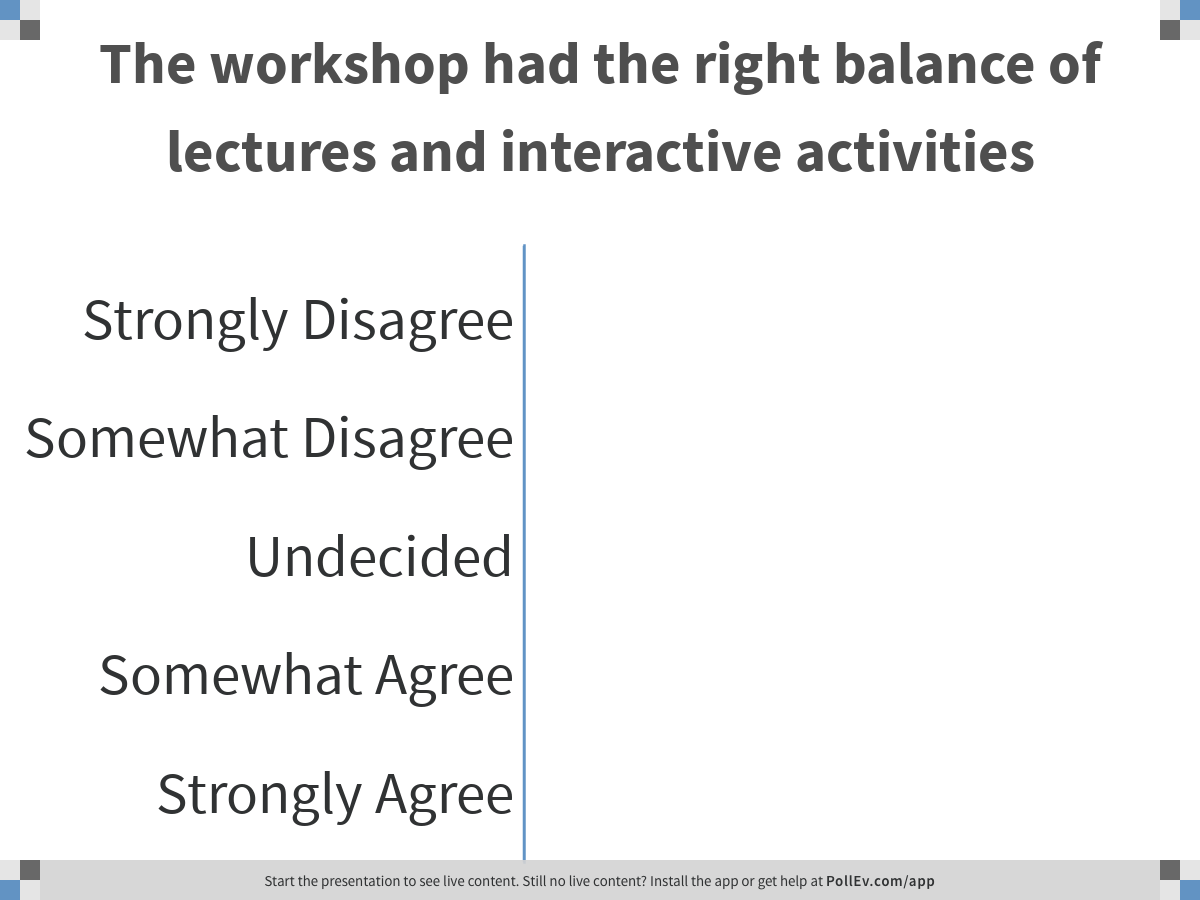 The workshop had the right balance of
lectures and interactive activities
Strongly Disagree
Somewhat Disagree
Undecided
Somewhat Agree
Strongly Agree
Start the presentation to see live content. Still no live content? Install the app or get help at PollEv.com/app